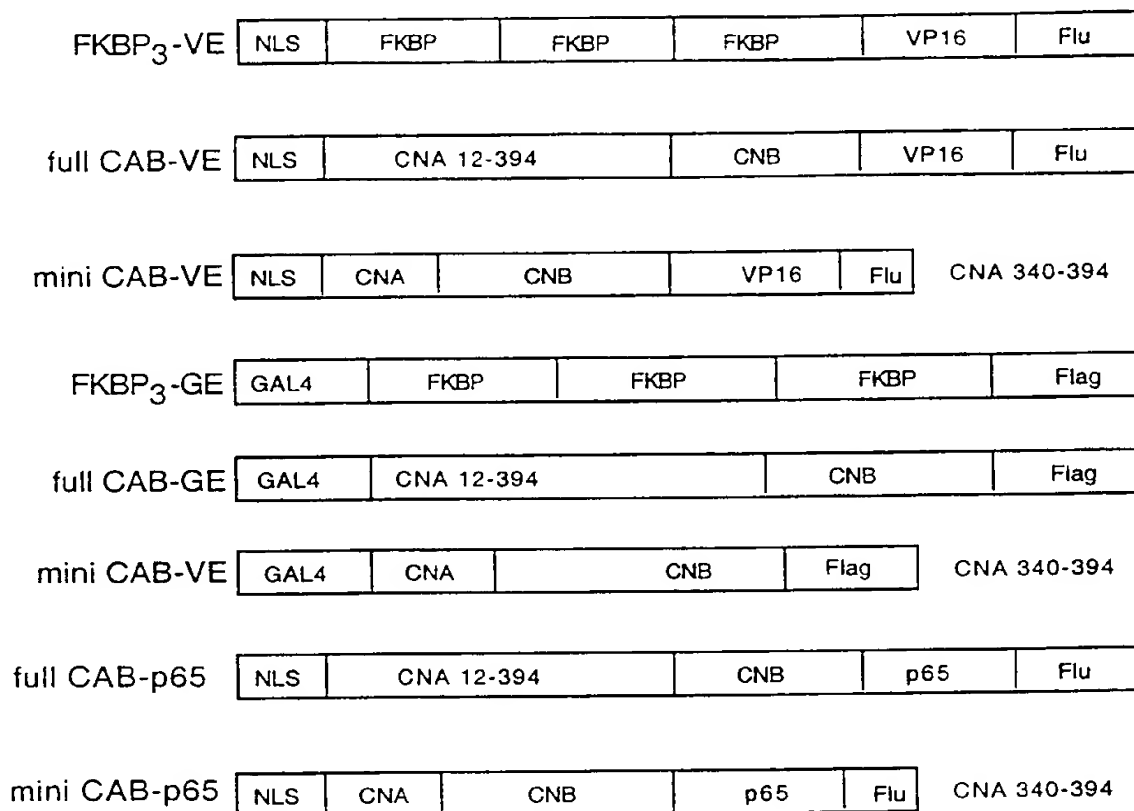 FKBP3-VE NLS FKBP FKBP FKBP VP16 Flu
full CAB-VE NLS CNA 12-394 CNB VP16 Flu
mini CAB-VE NLS CNA CNB VP16 Flu CNA 340-394
FKBP3-GE GAL4 FKBP FKBP FKBP Flag
full CAB-GE GAL4 CNA 12-394 CNB Flag
mini CAB-VE GAL4 CNA CNB Flag CNA 340-394
full CAB-p65 NLS CNA 12-394 CNB p65 Flu
mini CAB-p65 NLS CNA CNB p65 Flu CNA 340-394